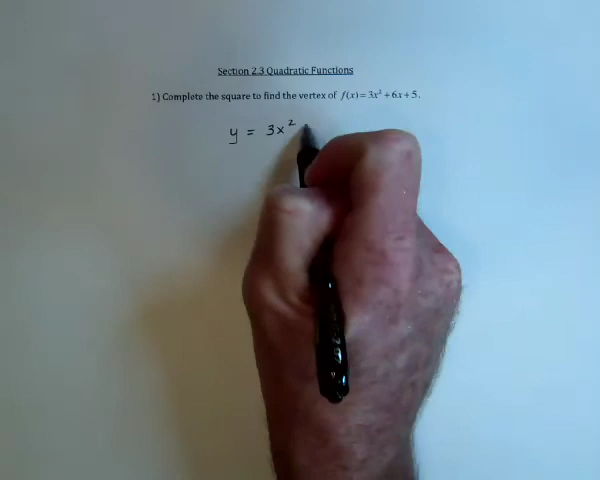 Section 2.3 Quadratic Functions
1) Complete the square to find the vertex of f(x) = 3x² + 6x + 5.
y = 3x²